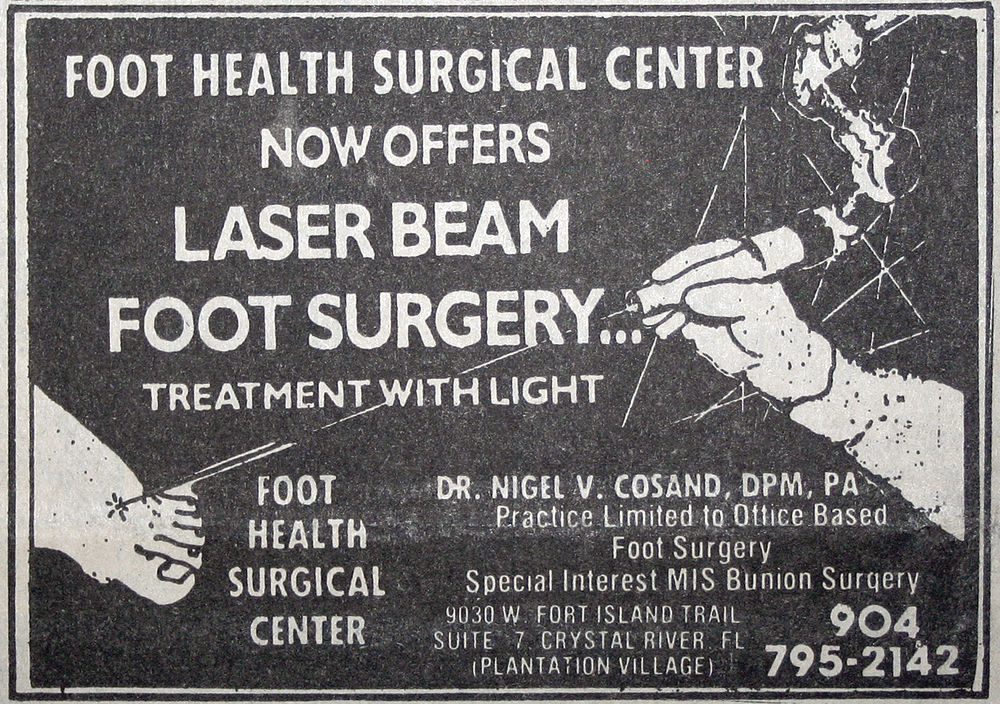 FOOT HEALTH SURGICAL CENTER
NOW OFFERS
LASER BEAM
FOOT SURGERY...
TREATMENT WITH LIGHT
FOOT
HEALTH
SURGICAL
CENTER
DR. NIGEL V. COSAND, DPM, PA
Practice Limited to Office Based
Foot Surgery
Special Interest MIS Bunion Surgery
9030 W. FORT ISLAND TRAIL
SUITE 7, CRYSTAL RIVER, FL
(PLANTATION VILLAGE)
904
795-2142